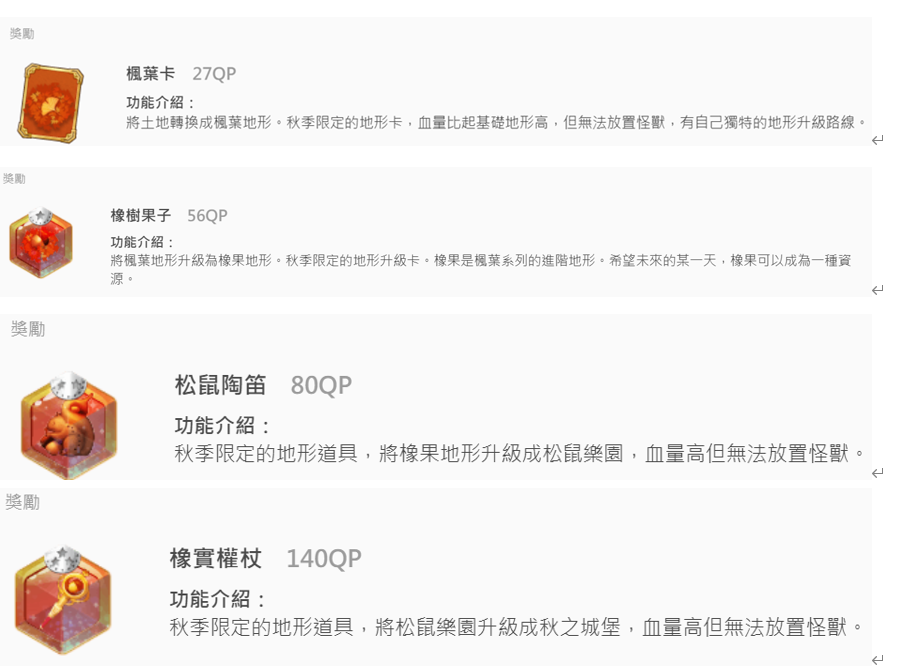 獎勵
楓葉卡 27QP
功能介紹：
將土地轉換成楓葉地形。秋季限定的地形卡，血量比起基礎地形高，但無法放置怪獸，有自己獨特的地形升級路線。
獎勵
橡樹果子 56QP
功能介紹：
將楓葉地形升級為橡果地形。秋季限定的地形升級卡。橡果是楓葉系列的進階地形。希望未來的某一天，橡果可以成為一種資
源。
獎勵
松鼠陶笛 80QP
功能介紹：
秋季限定的地形道具，將橡果地形升級成松鼠樂園，血量高但無法放置怪獸。
獎勵
橡實權杖 140QP
功能介紹：
秋季限定的地形道具，將松鼠樂園升級成秋之城堡，血量高但無法放置怪獸。